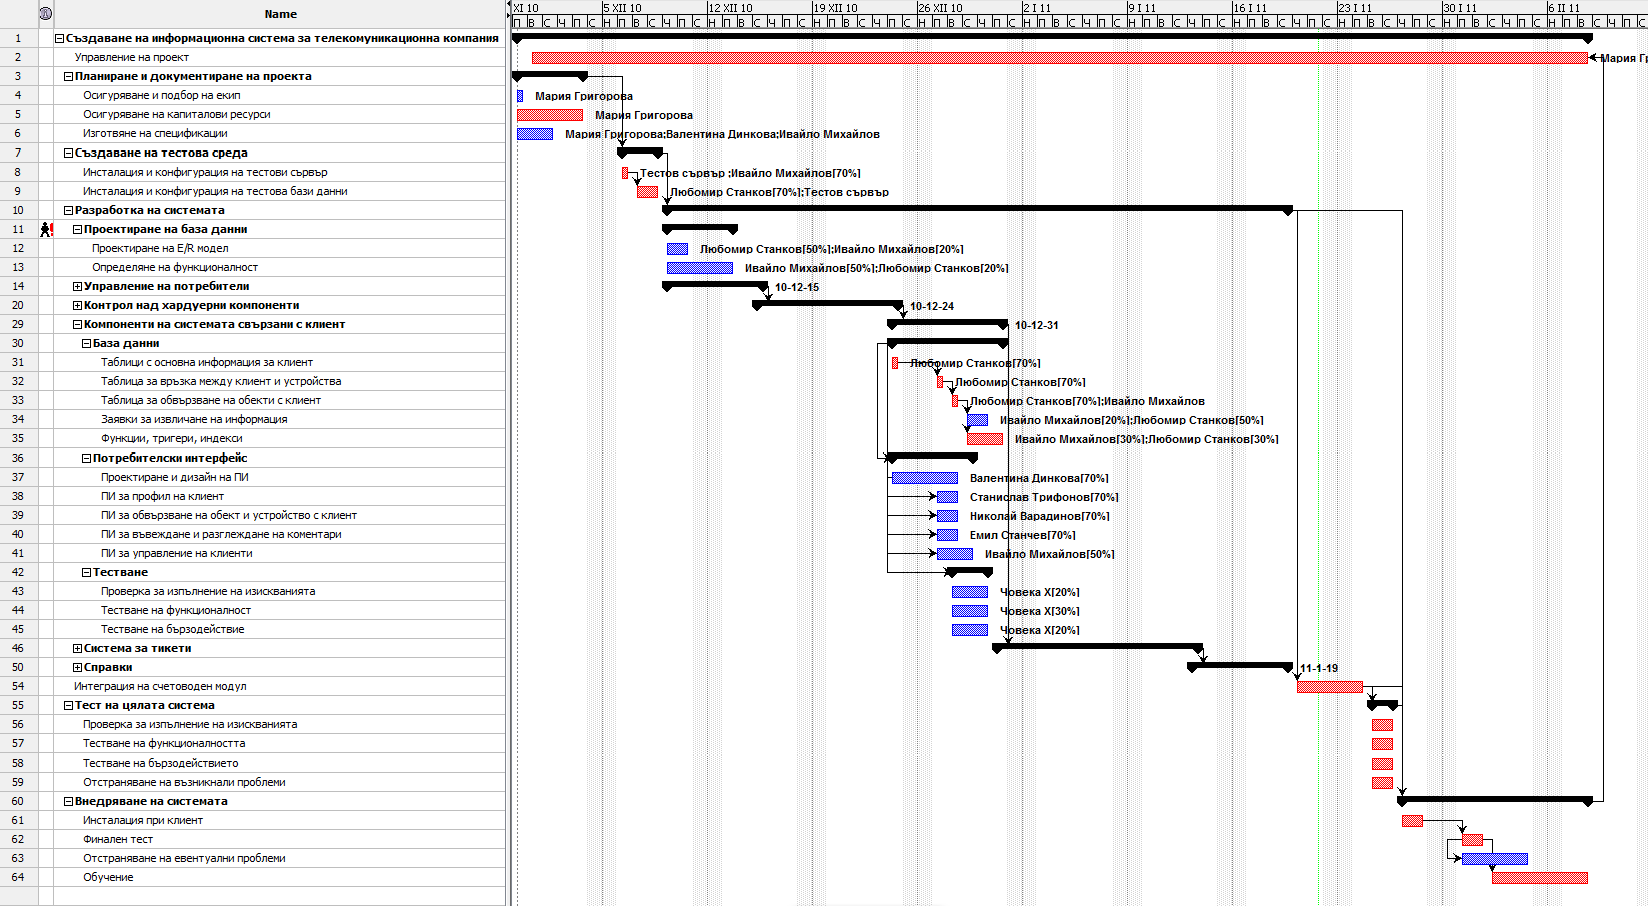 Name
XI 10 5 XII 10 12 XII 10 19 XII 10 26 XII 10 2 I 11 9 I 11 16 I 11 23 I 11 30 I 11 6 II 11
1 Създаване на информационна система за телекомуникационна компания
2 Управление на проект Мария Гг
3 Планиране и документиране на проекта
4 Осигуряване и подбор на екип Мария Григорова
5 Осигуряване на капиталови ресурси Мария Григорова
6 Изготвяне на спецификации Мария Григорова;Валентина Динкова;Ивайло Михайлов
7 Създаване на тестова среда
8 Инсталация и конфигурация на тестови сървър Тестов сървър ;Ивайло Михайлов[70%]
9 Инсталация и конфигурация на тестова бази данни Любомир Станков[70%];Тестов сървър
10 Разработка на системата
11 Проектиране на база данни
12 Проектиране на E/R модел Любомир Станков[50%];Ивайло Михайлов[20%]
13 Определяне на функционалност Ивайло Михайлов[50%];Любомир Станков[20%]
14 Управление на потребители 10-12-15
20 Контрол над хардуерни компоненти 10-12-24
29 Компоненти на системата свързани с клиент 10-12-31
30 База данни
31 Таблици с основна информация за клиент Любомир Станков[70%]
32 Таблица за връзка между клиент и устройства Любомир Станков[70%]
33 Таблица за обвързване на обекти с клиент Любомир Станков[70%];Ивайло Михайлов
34 Заявки за извличане на информация Ивайло Михайлов[20%];Любомир Станков[50%]
35 Функции, тригери, индекси Ивайло Михайлов[30%];Любомир Станков[30%]
36 Потребителски интерфейс
37 Проектиране и дизайн на ПИ Валентина Динкова[70%]
38 ПИ за профил на клиент Станислав Трифонов[70%]
39 ПИ за обвързване на обект и устройство с клиент Николай Варадинов[70%]
40 ПИ за въвеждане и разглеждане на коментари Емил Станчев[70%]
41 ПИ за управление на клиенти Ивайло Михайлов[50%]
42 Тестване
43 Проверка за изпълнение на изискванията Човека X[20%]
44 Тестване на функционалност Човека X[30%]
45 Тестване на бързодействие Човека X[20%]
46 Система за тикети
50 Справки 11-1-19
54 Интеграция на счетоводен модул
55 Тест на цялата система
56 Проверка за изпълнение на изискванията
57 Тестване на функционалността
58 Тестване на бързодействието
59 Отстраняване на възникнали проблеми
60 Внедряване на системата
61 Инсталация при клиент
62 Финален тест
63 Отстраняване на евентуални проблеми
64 Обучение